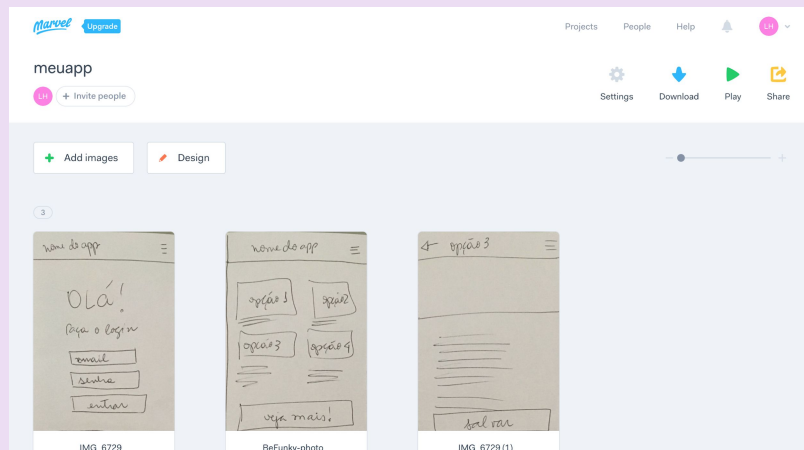 Marvel Upgrade Projects People Help LH
meuapp
LH + Invite people
Settings Download Play Share
Add images Design
3
nome do app
OLÁ!
Faça o login
email
senha
entrar
IMG_6729
nome do app
opção 1 opção 2
opção 3 opção 4
veja mais!
BeFunky-photo
opção 3
salvar
IMG_6729 (1)